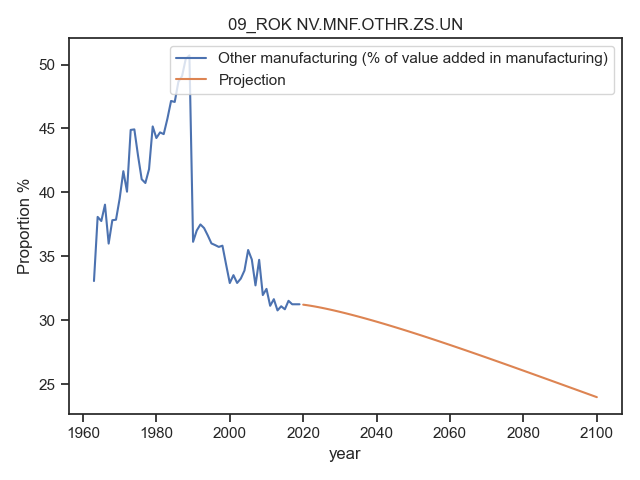 09_ROK NV.MNF.OTHR.ZS.UN
Other manufacturing (% of value added in manufacturing)
Projection
Proportion %
50
45
40
35
30
25
1960 1980 2000 2020 2040 2060 2080 2100
year